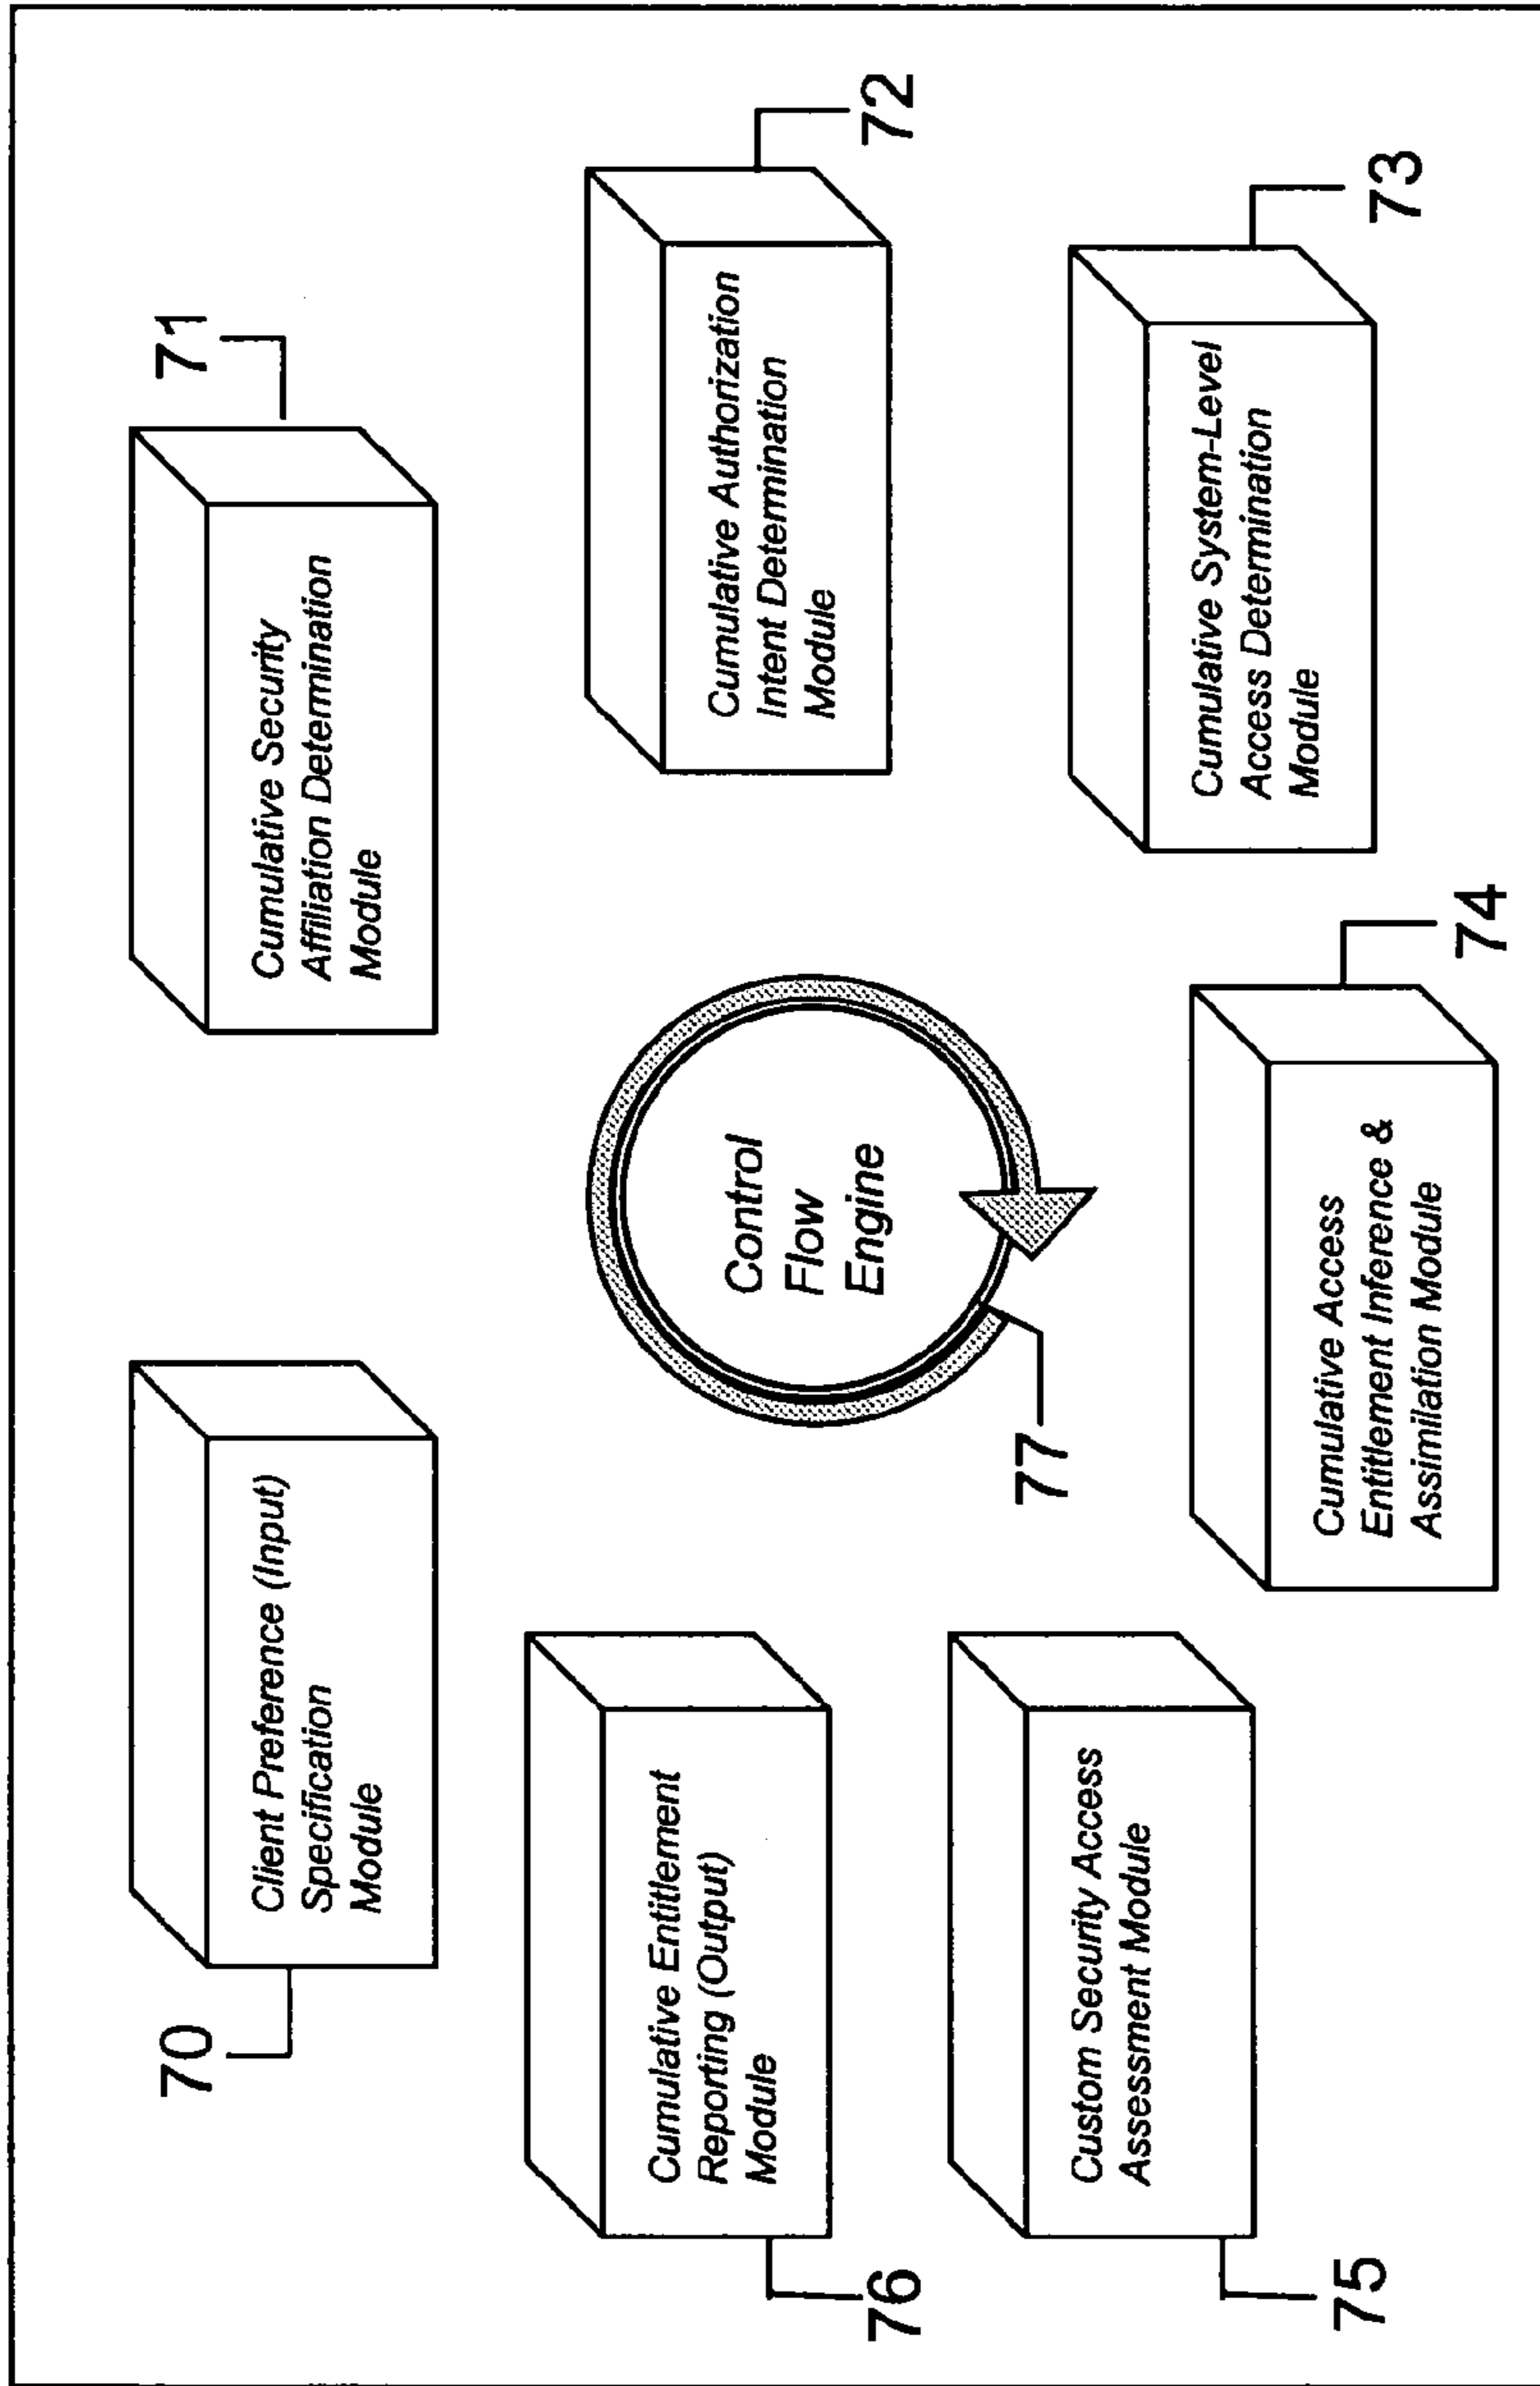 70
Client Preference (Input)
Specification
Module
71
Cumulative Security
Affiliation Determination
Module
72
Cumulative Authorization
Intent Determination
Module
73
Cumulative System-Level
Access Determination
Module
74
Cumulative Access
Entitlement Inference &
Assimilation Module
75
Custom Security Access
Assessment Module
76
Cumulative Entitlement
Reporting (Output)
Module
77
Control
Flow
Engine